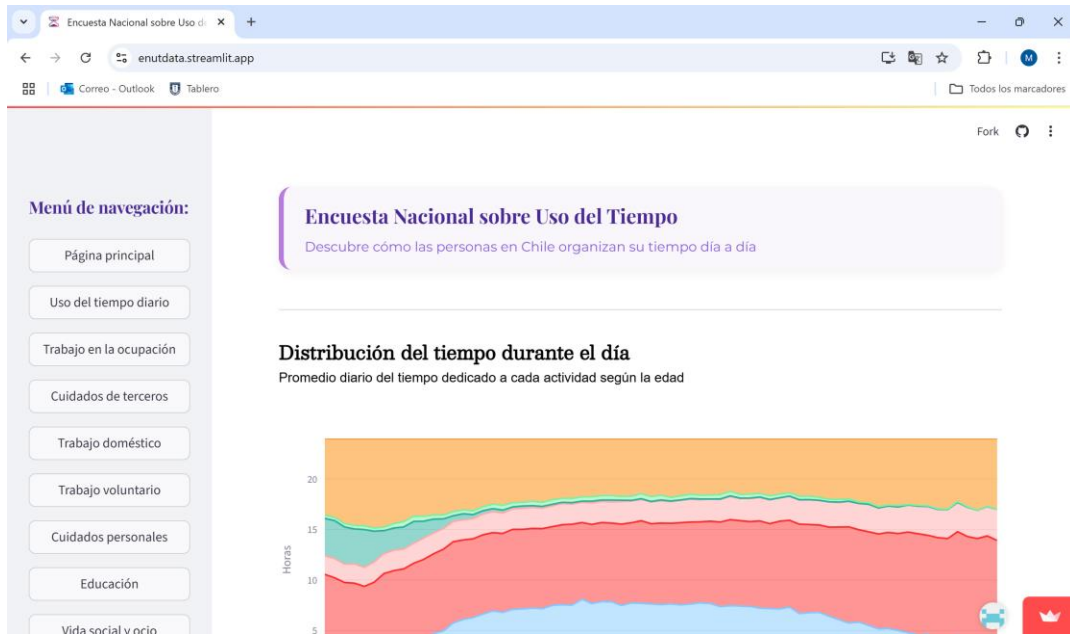 Encuesta Nacional sobre Uso d
enutdata.streamlit.app
Correo - Outlook
Tablero
Todos los marcadores
M
Fork
Menú de navegación:
Página principal
Uso del tiempo diario
Trabajo en la ocupación
Cuidados de terceros
Trabajo doméstico
Trabajo voluntario
Cuidados personales
Educación
Vida social y ocio
Encuesta Nacional sobre Uso del Tiempo
Descubre cómo las personas en Chile organizan su tiempo día a día
Distribución del tiempo durante el día
Promedio diario del tiempo dedicado a cada actividad según la edad
Horas
20
15
10
5